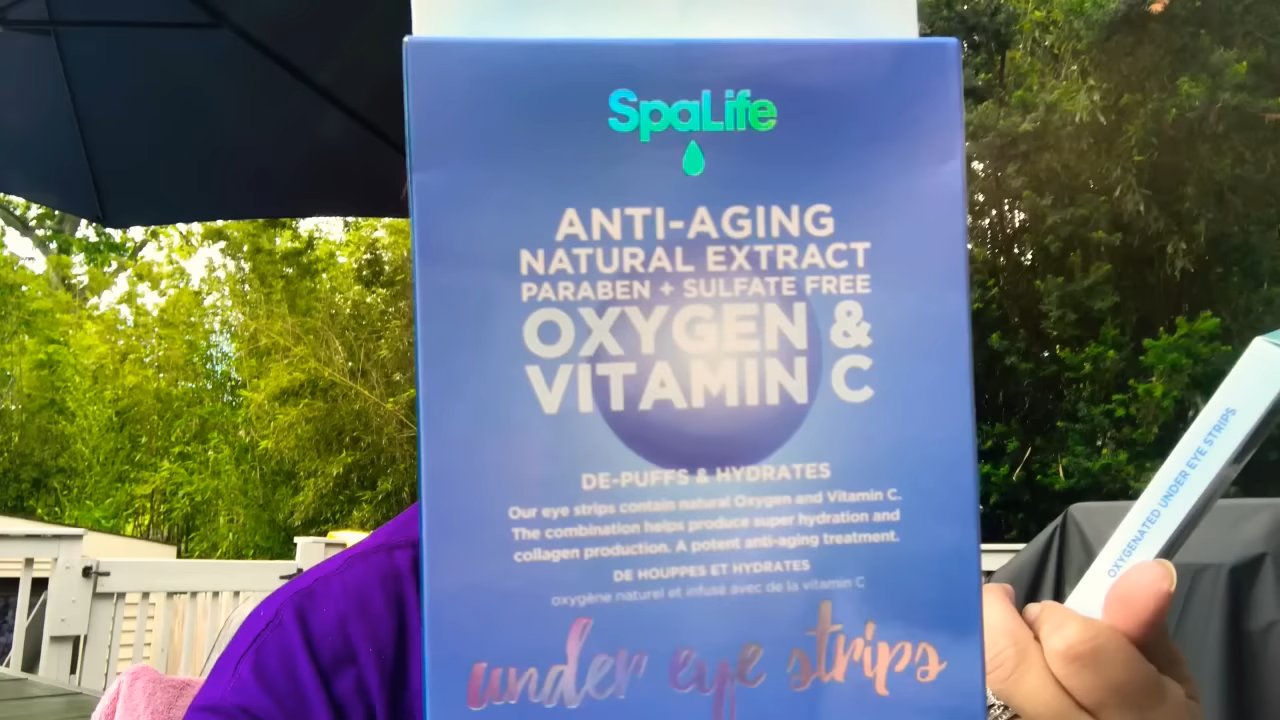 SpaLife
ANTI-AGING
NATURAL EXTRACT
PARABEN + SULFATE FREE
OXYGEN &
VITAMIN C
DE-PUFFS & HYDRATES
Our eye strips contain natural Oxygen and Vitamin C.
The combination helps produce super hydration and
collagen production. A potent anti-aging treatment.
DE HOUPPES ET HYDRATES
oxygène naturel et infusé avec de la vitamin C
under eye strips
OXYGENATED UNDER EYE STRIPS